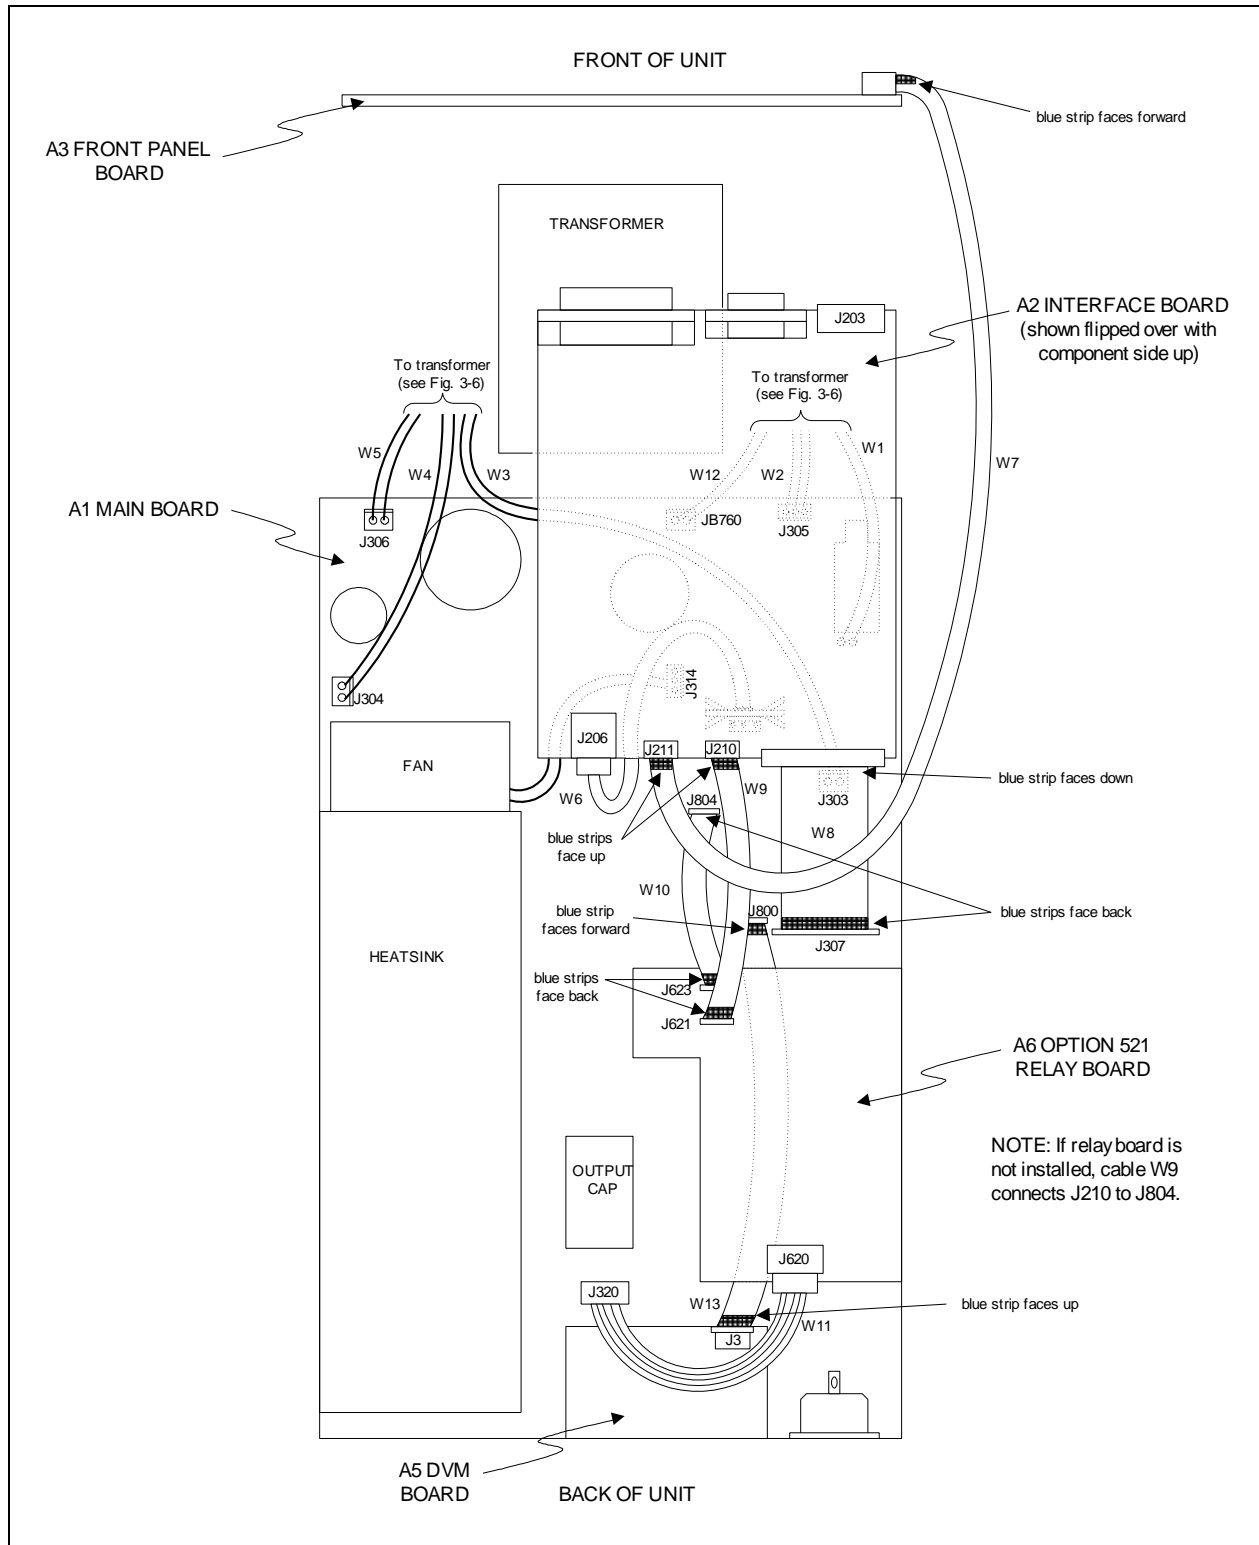 FRONT OF UNIT
blue strip faces forward
A3 FRONT PANEL
BOARD
TRANSFORMER
A2 INTERFACE BOARD
(shown flipped over with
component side up)
J203
To transformer
(see Fig. 3-6)
To transformer
(see Fig. 3-6)
W5
W4
W3
W12
W2
W1
W7
A1 MAIN BOARD
J306
JB760
J305
J314
J304
J206
J211
J210
FAN
blue strip faces down
W6
W9
J303
J804
W8
blue strips
face up
W10
J800
blue strip
faces forward
blue strips face back
J307
HEATSINK
blue strips
face back
J623
J621
A6 OPTION 521
RELAY BOARD
NOTE: If relay board is
not installed, cable W9
connects J210 to J804.
OUTPUT
CAP
J620
J320
W13
blue strip faces up
W11
J3
A5 DVM
BOARD
BACK OF UNIT